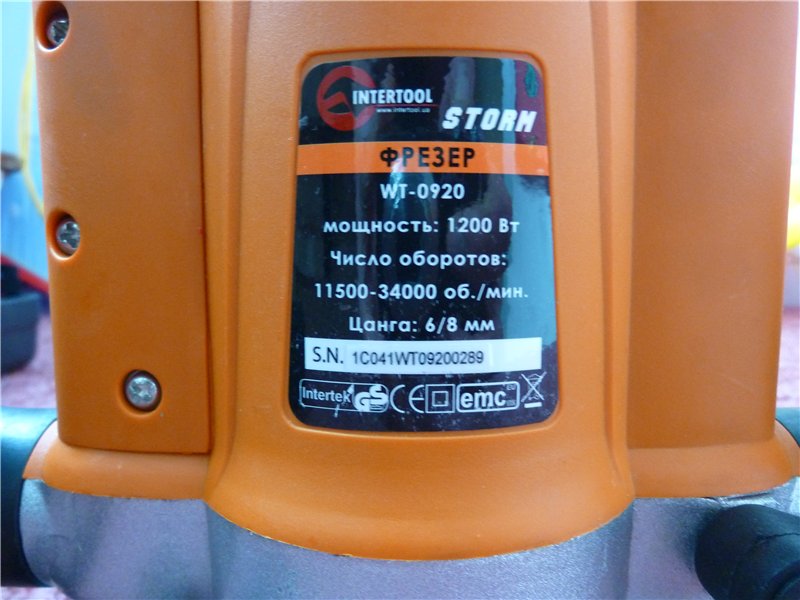 INTERTOOL
www.intertool.ua
STORM
ФРЕЗЕР
WT-0920
мощность: 1200 Вт
Число оборотов:
11500-34000 об./мин.
Цанга: 6/8 мм
S.N. 1C041WT09200289
Intertek GS CE emc